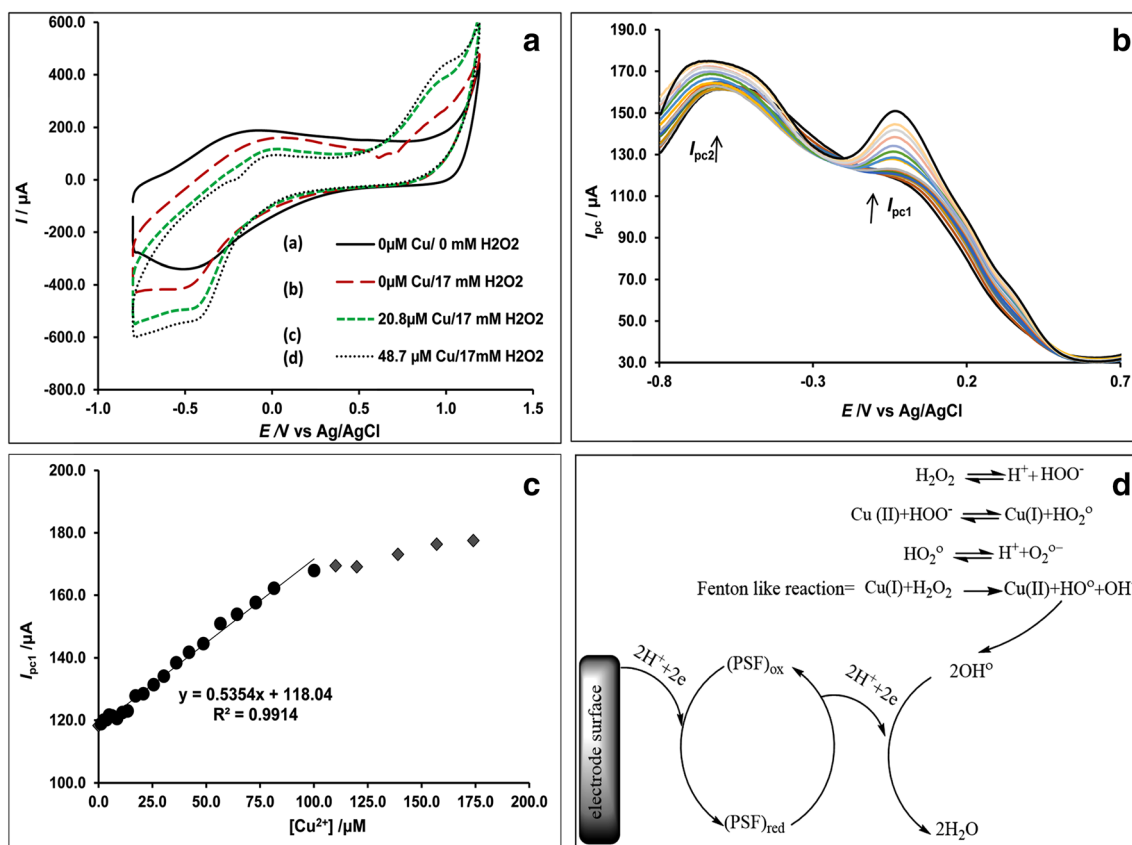 a
600.0
400.0
200.0
0.0
-200.0
-400.0
-600.0
-800.0
I / µA
-1.0 -0.5 0.0 0.5 1.0 1.5
E /V vs Ag/AgCl
(a) 0µM Cu/ 0 mM H2O2
(b) 0µM Cu/17 mM H2O2
(c) 20.8µM Cu/17 mM H2O2
(d) 48.7 µM Cu/17mM H2O2
b
190.0
170.0
150.0
130.0
110.0
90.0
70.0
50.0
30.0
Ipc / µA
Ipc2
Ipc1
-0.8 -0.3 0.2 0.7
E /V vs Ag/AgCl
c
200.0
180.0
160.0
140.0
120.0
100.0
Ipc1 /µA
y = 0.5354x + 118.04
R² = 0.9914
0.0 25.0 50.0 75.0 100.0 125.0 150.0 175.0 200.0
[Cu²⁺] /µM
d
H₂O₂ ⇌ H⁺+ HOO⁻
Cu (II)+HOO⁻ ⇌ Cu(I)+HO₂°
HO₂° ⇌ H⁺+O₂°⁻
Fenton like reaction= Cu(I)+H₂O₂ → Cu(II)+HO°+OH
electrode surface
2H⁺+2e
(PSF)ox
2H⁺+2e
2OH°
(PSF)red
2H₂O